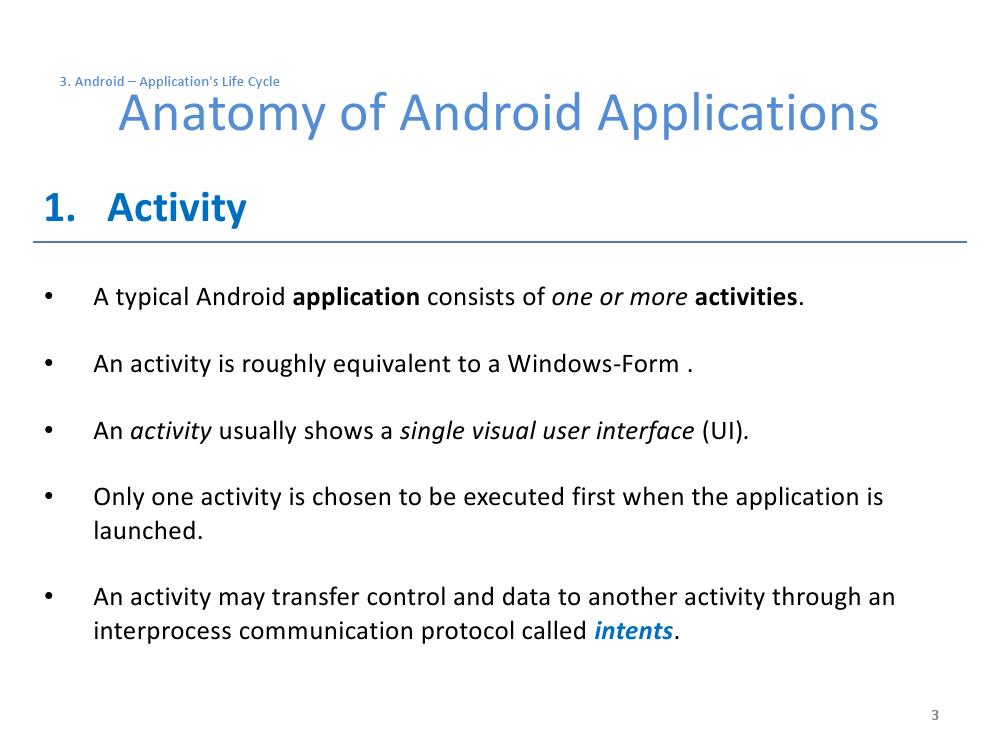 3. Android – Application's Life Cycle
Anatomy of Android Applications
1. Activity
• A typical Android application consists of one or more activities.
• An activity is roughly equivalent to a Windows-Form .
• An activity usually shows a single visual user interface (UI).
• Only one activity is chosen to be executed first when the application is
launched.
• An activity may transfer control and data to another activity through an
interprocess communication protocol called intents.
3